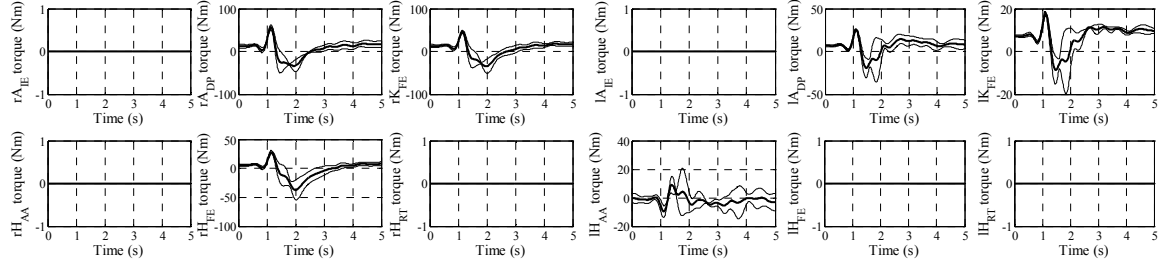 rA_IE torque (Nm)
1
0
-1
0 1 2 3 4 5
Time (s)
rA_DP torque (Nm)
100
0
-100
0 1 2 3 4 5
Time (s)
rK_FE torque (Nm)
100
0
-100
0 1 2 3 4 5
Time (s)
lA_IE torque (Nm)
1
0
-1
0 1 2 3 4 5
Time (s)
lA_DP torque (Nm)
50
0
-50
0 1 2 3 4 5
Time (s)
lK_FE torque (Nm)
20
0
-20
0 1 2 3 4 5
Time (s)
rH_AA torque (Nm)
1
0
-1
0 1 2 3 4 5
Time (s)
rH_FE torque (Nm)
50
0
-50
-100
0 1 2 3 4 5
Time (s)
rH_RT torque (Nm)
1
0
-1
0 1 2 3 4 5
Time (s)
lH_AA torque (Nm)
40
20
0
-20
0 1 2 3 4 5
Time (s)
lH_FE torque (Nm)
1
0
-1
0 1 2 3 4 5
Time (s)
lH_RT torque (Nm)
1
0
-1
0 1 2 3 4 5
Time (s)